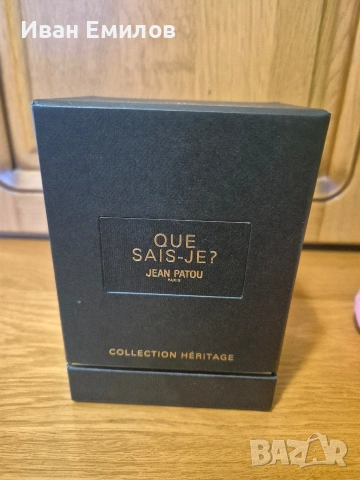 Иван Емилов
QUE
SAIS-JE?
JEAN PATOU
PARIS
COLLECTION HÉRITAGE
BAZAR